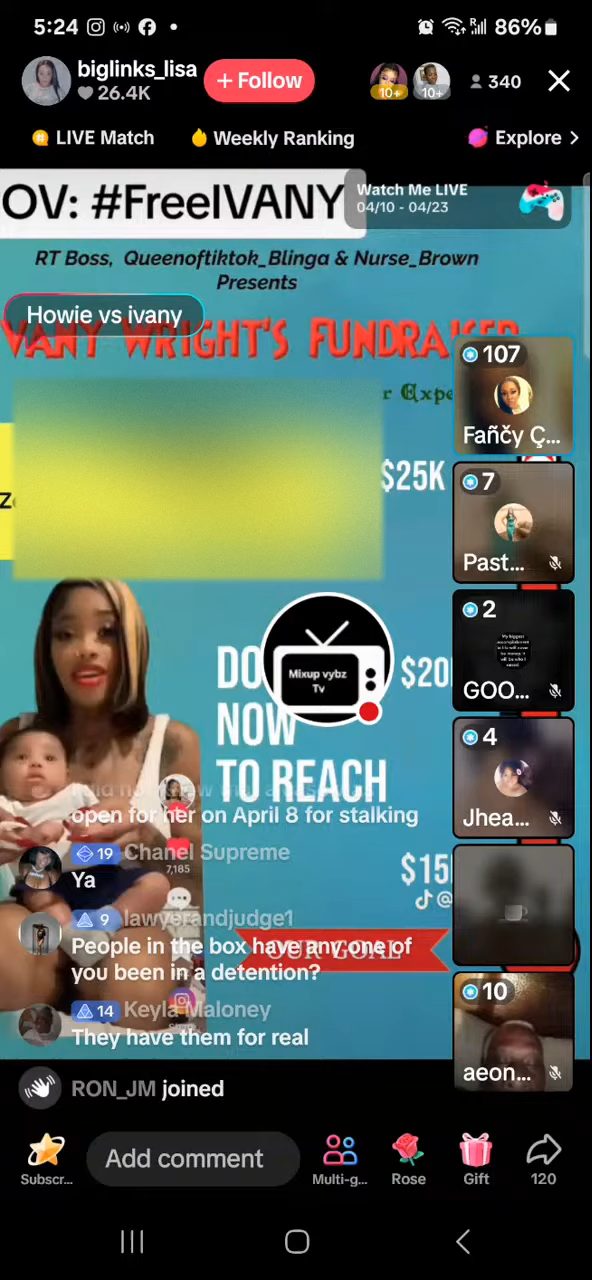 5:24
86%
biglinks_lisa
26.4K
+ Follow
10+
10+
340
LIVE Match
Weekly Ranking
Explore >
OV: #FreeIVANY
Watch Me LIVE
04/10 - 04/23
RT Boss, Queenoftiktok_Blinga & Nurse_Brown
Presents
Howie vs ivany
VANY WRIGHT'S FUNDRAISER
107
Fañčy Ç...
$25K
7
Past...
2
GOO...
Mixup vybz
Tv
DO
$20
NOW
TO REACH
4
Jhea...
open for her on April 8 for stalking
19 Chanel Supreme
Ya
7,185
$15
9 lawyerandjudge1
People in the box have any one of
you been in a detention?
OUR GOAL
14 Keyla Maloney
They have them for real
10
aeon...
RON_JM joined
Subscr...
Add comment
Multi-g...
Rose
Gift
120